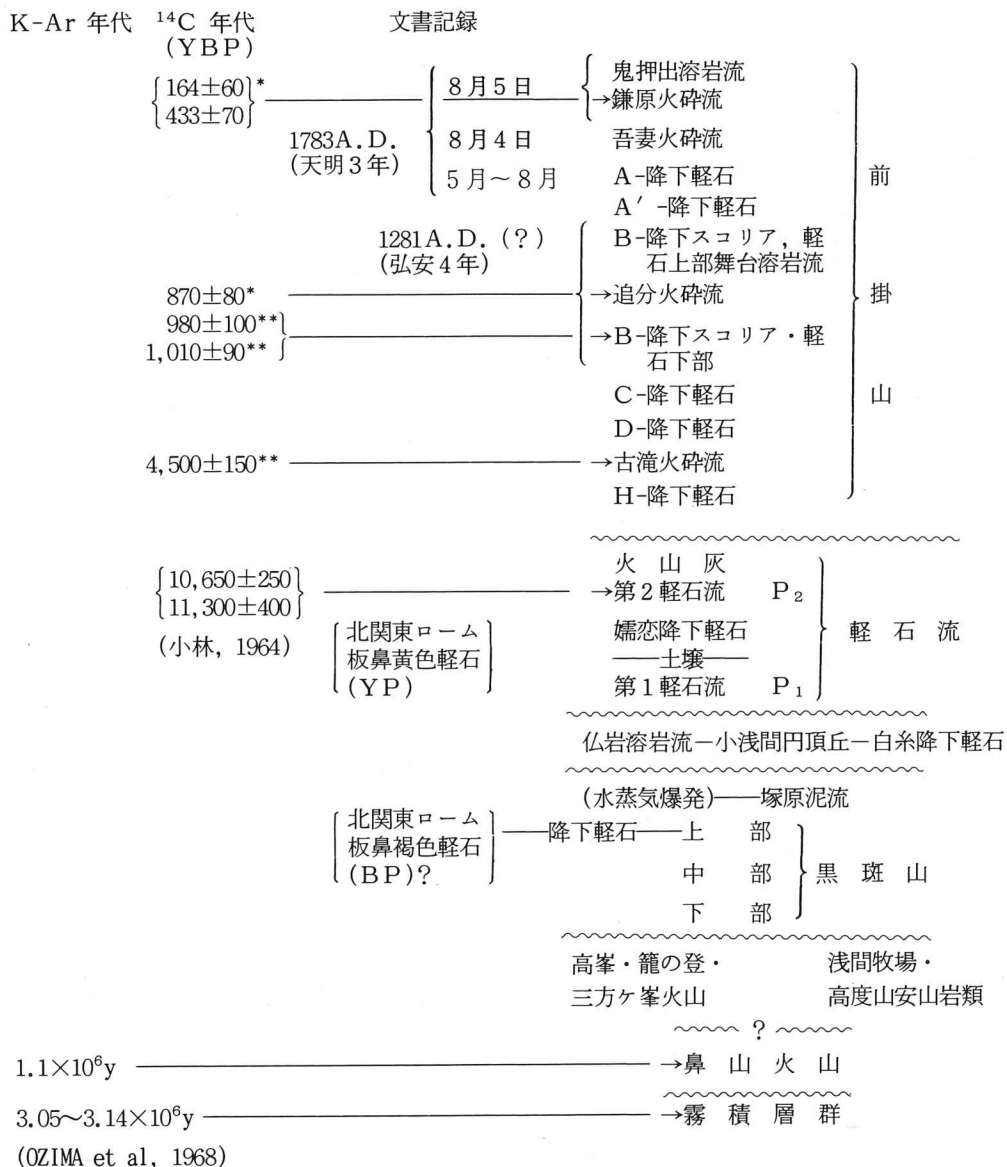 K-Ar 年代 ¹⁴C 年代 文書記録
(YBP)
164±60 * 8月5日 鬼押出溶岩流
433±70 →鎌原火砕流
1783A.D. 8月4日 吾妻火砕流
(天明3年) 5月～8月 A-降下軽石
A′-降下軽石
1281A.D. (?) B-降下スコリア，軽
(弘安4年) 石上部舞台溶岩流
870±80* →追分火砕流
980±100** →B-降下スコリア・軽
1,010±90** 石下部
C-降下軽石
D-降下軽石
4,500±150** →古滝火砕流
H-降下軽石
前掛山
火山灰
10,650±250 →第2軽石流 P₂
11,300±400
(小林, 1964) 北関東ローム 嬬恋降下軽石 軽石流
板鼻黄色軽石 ——土壌——
(YP) 第1軽石流 P₁
仏岩溶岩流－小浅間円頂丘－白糸降下軽石
(水蒸気爆発)——塚原泥流
北関東ローム ——降下軽石——上部
板鼻褐色軽石 中部 黒斑山
(BP)? 下部
高峯・籠の登・ 浅間牧場・
三方ケ峯火山 高度山安山岩類
?
1.1×10⁶y →鼻山火山
3.05～3.14×10⁶y →霧積層群
(OZIMA et al, 1968)